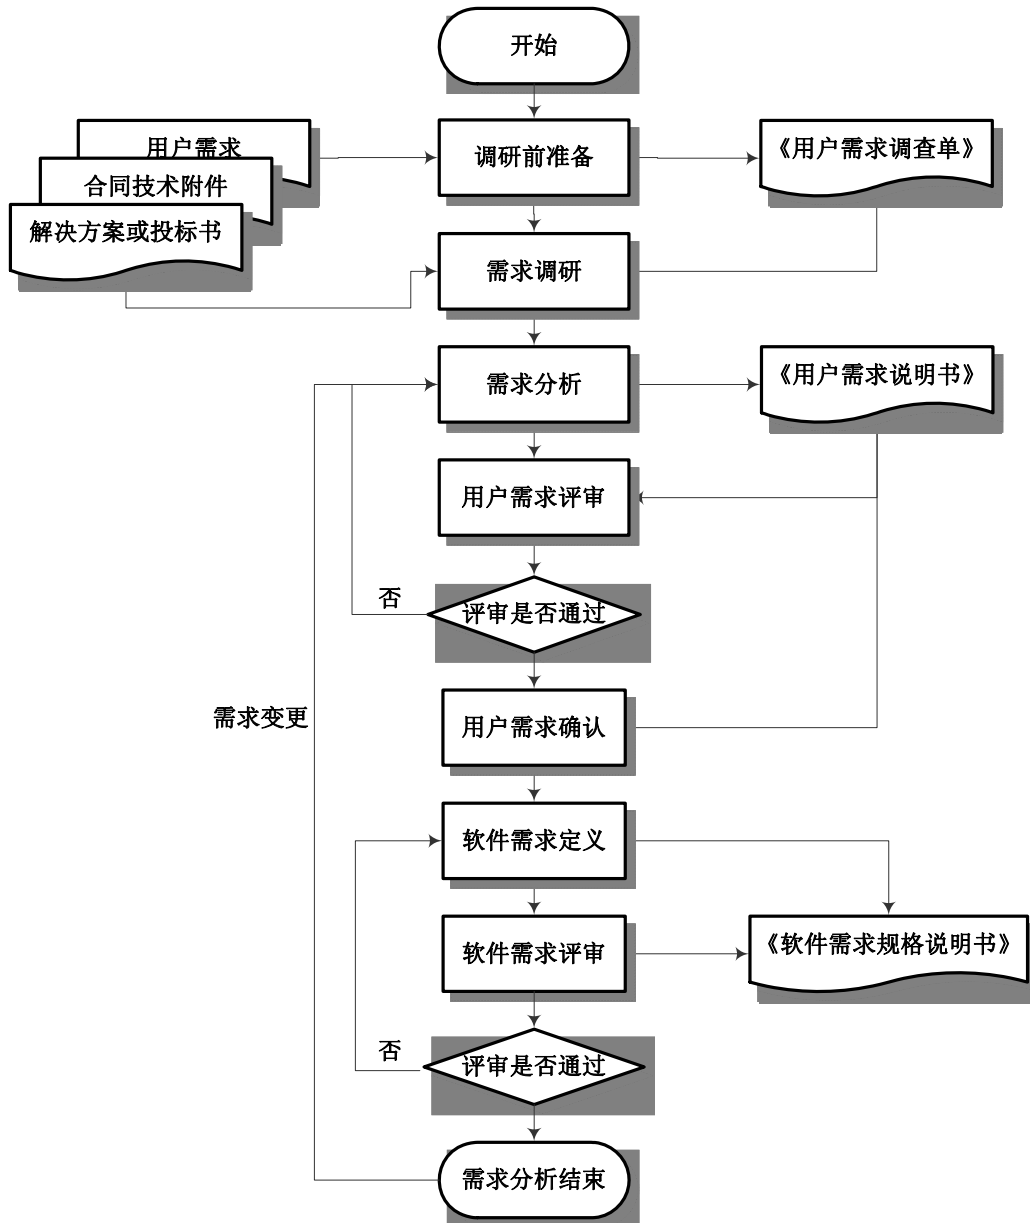 开始
用户需求
调研前准备
《用户需求调查单》
合同技术附件
解决方案或投标书
需求调研
需求分析
《用户需求说明书》
用户需求评审
否
评审是否通过
需求变更
用户需求确认
软件需求定义
软件需求评审
《软件需求规格说明书》
否
评审是否通过
需求分析结束